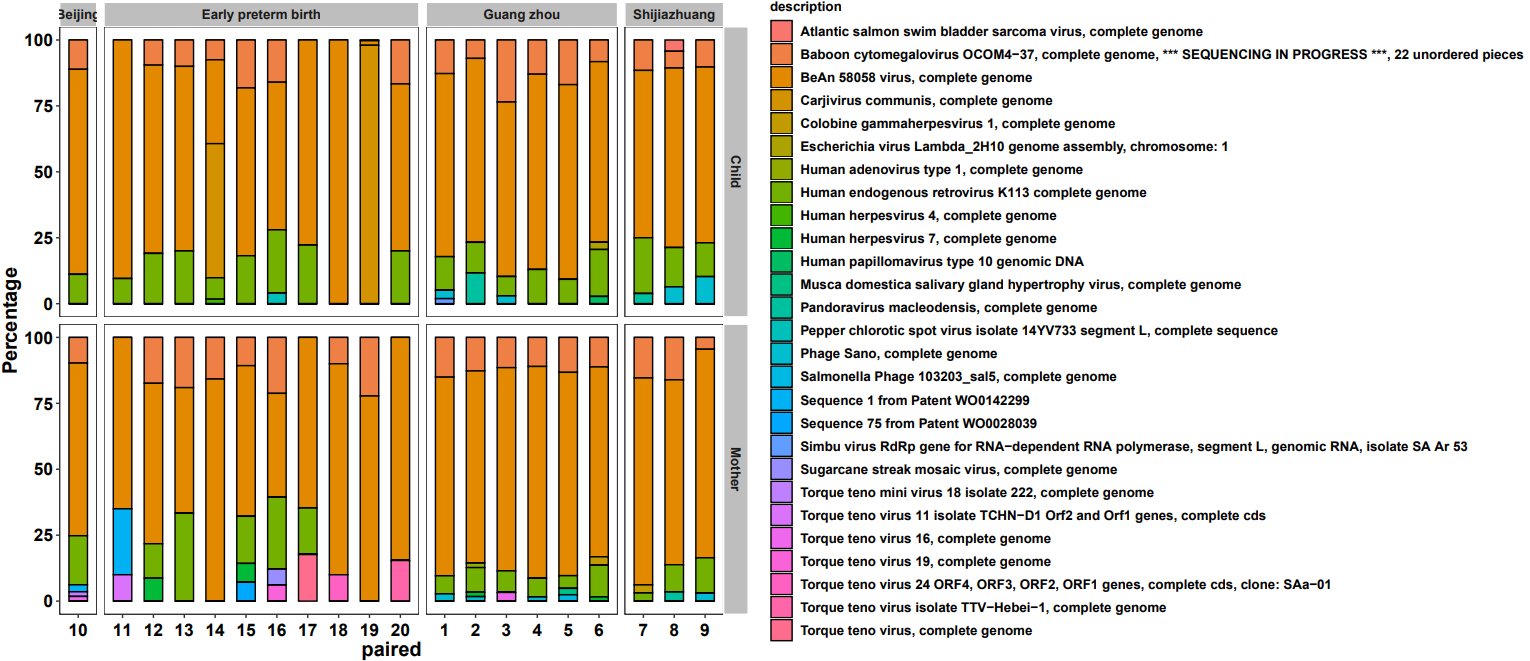 Beijing
Early preterm birth
Guang zhou
Shijiazhuang
description
100
75
50
25
0
Child
100
75
50
25
0
Mother
Percentage
10 11 12 13 14 15 16 17 18 19 20 1 2 3 4 5 6 7 8 9
paired
Atlantic salmon swim bladder sarcoma virus, complete genome
Baboon cytomegalovirus OCOM4−37, complete genome, *** SEQUENCING IN PROGRESS ***, 22 unordered pieces
BeAn 58058 virus, complete genome
Carjivirus communis, complete genome
Colobine gammaherpesvirus 1, complete genome
Escherichia virus Lambda_2H10 genome assembly, chromosome: 1
Human adenovirus type 1, complete genome
Human endogenous retrovirus K113 complete genome
Human herpesvirus 4, complete genome
Human herpesvirus 7, complete genome
Human papillomavirus type 10 genomic DNA
Musca domestica salivary gland hypertrophy virus, complete genome
Pandoravirus macleodensis, complete genome
Pepper chlorotic spot virus isolate 14YV733 segment L, complete sequence
Phage Sano, complete genome
Salmonella Phage 103203_sal5, complete genome
Sequence 1 from Patent WO0142299
Sequence 75 from Patent WO0028039
Simbu virus RdRp gene for RNA−dependent RNA polymerase, segment L, genomic RNA, isolate SA Ar 53
Sugarcane streak mosaic virus, complete genome
Torque teno mini virus 18 isolate 222, complete genome
Torque teno virus 11 isolate TCHN−D1 Orf2 and Orf1 genes, complete cds
Torque teno virus 16, complete genome
Torque teno virus 19, complete genome
Torque teno virus 24 ORF4, ORF3, ORF2, ORF1 genes, complete cds, clone: SAa−01
Torque teno virus isolate TTV−Hebei−1, complete genome
Torque teno virus, complete genome